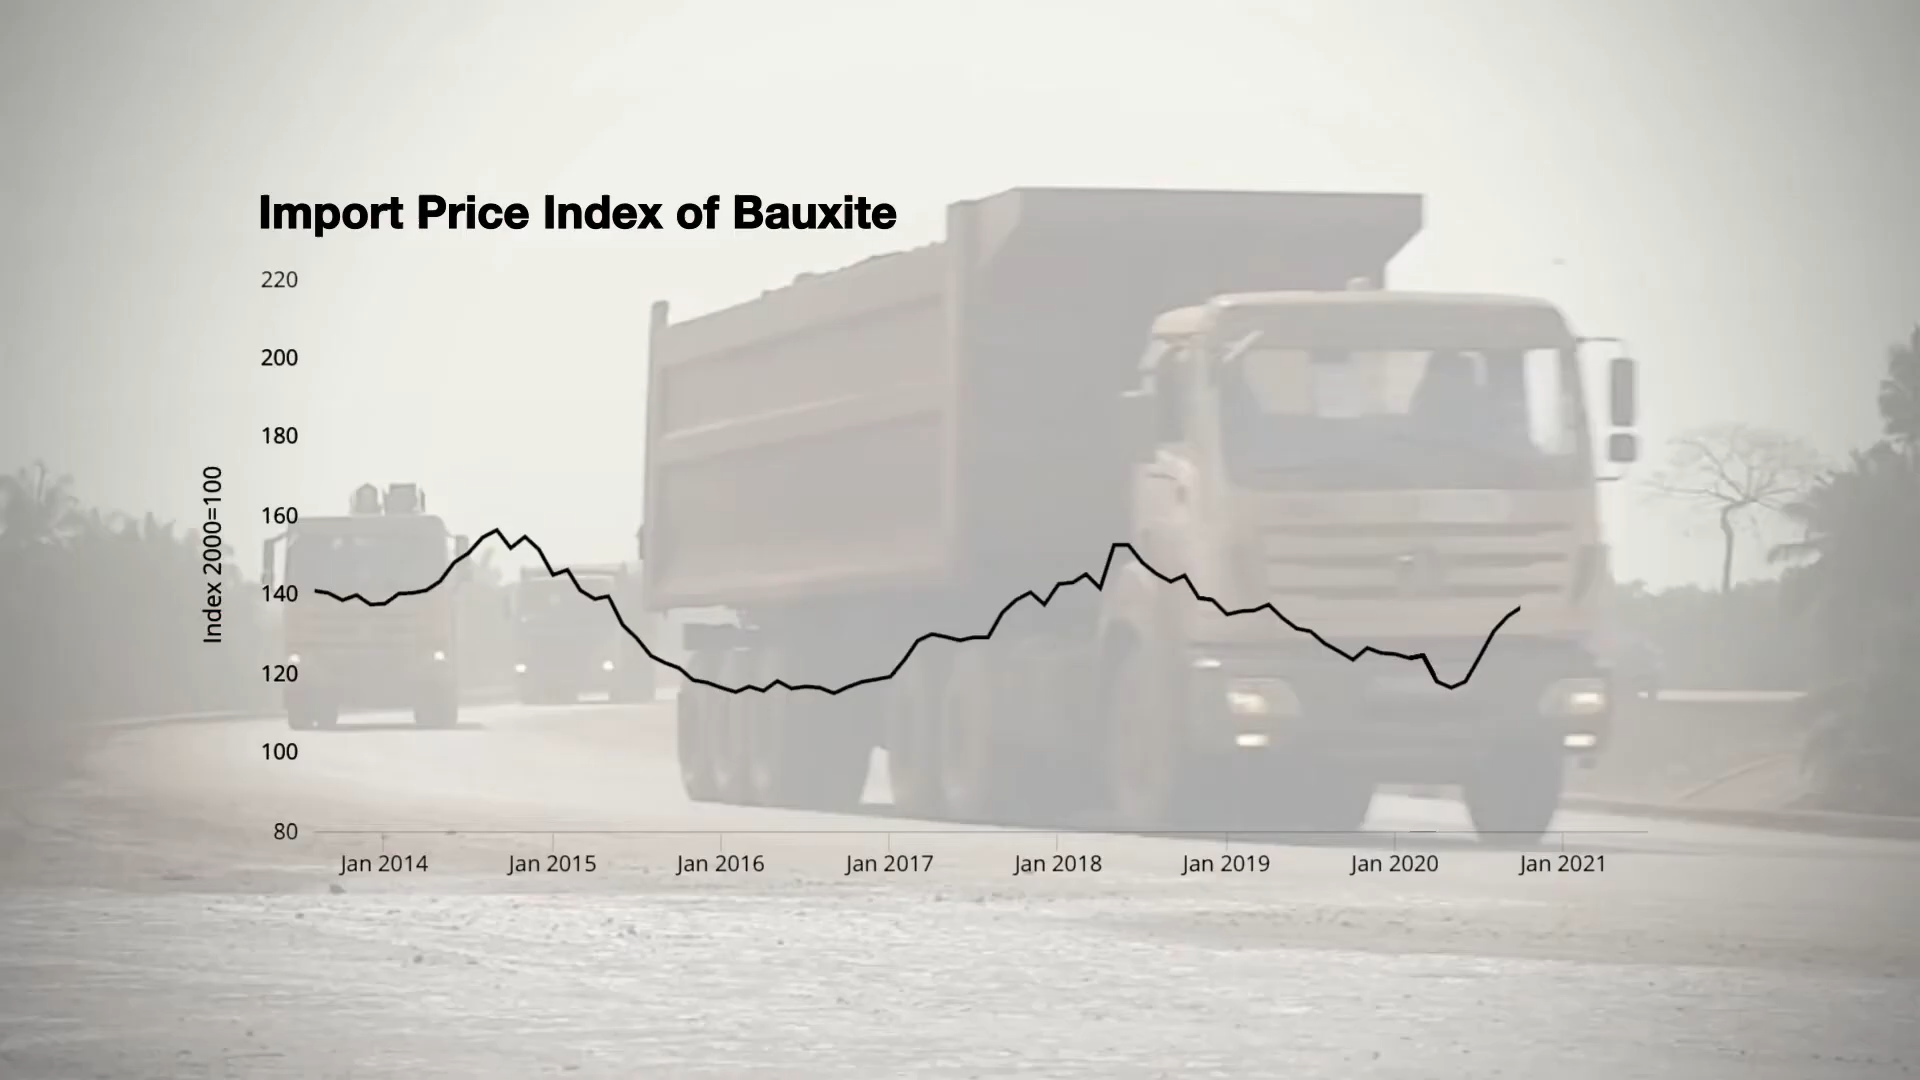 Import Price Index of Bauxite
220
200
180
160
140
120
100
80
Index 2000=100
Jan 2014
Jan 2015
Jan 2016
Jan 2017
Jan 2018
Jan 2019
Jan 2020
Jan 2021